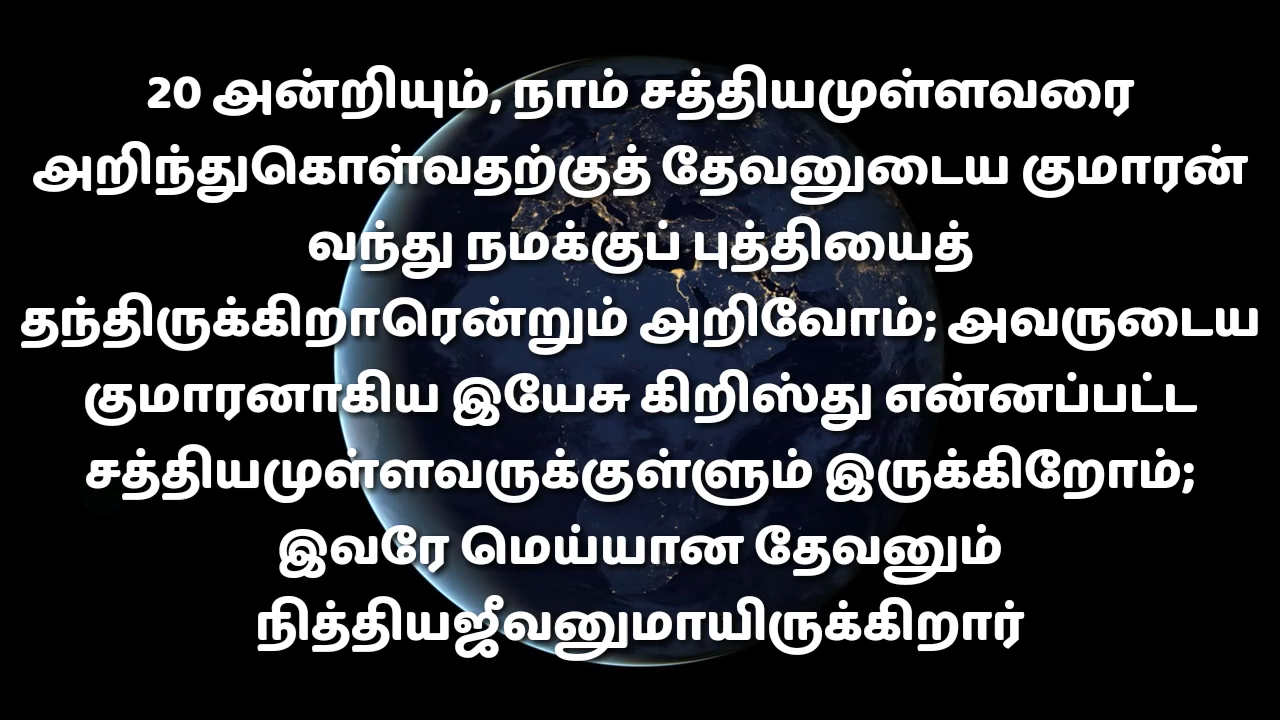 20 அன்றியும், நாம் சத்தியமுள்ளவரை
அறிந்துகொள்வதற்குத் தேவனுடைய குமாரன்
வந்து நமக்குப் புத்தியைத்
தந்திருக்கிறாரென்றும் அறிவோம்; அவருடைய
குமாரனாகிய இயேசு கிறிஸ்து என்னப்பட்ட
சத்தியமுள்ளவருக்குள்ளும் இருக்கிறோம்;
இவரே மெய்யான தேவனும்
நித்தியஜீவனுமாயிருக்கிறார்